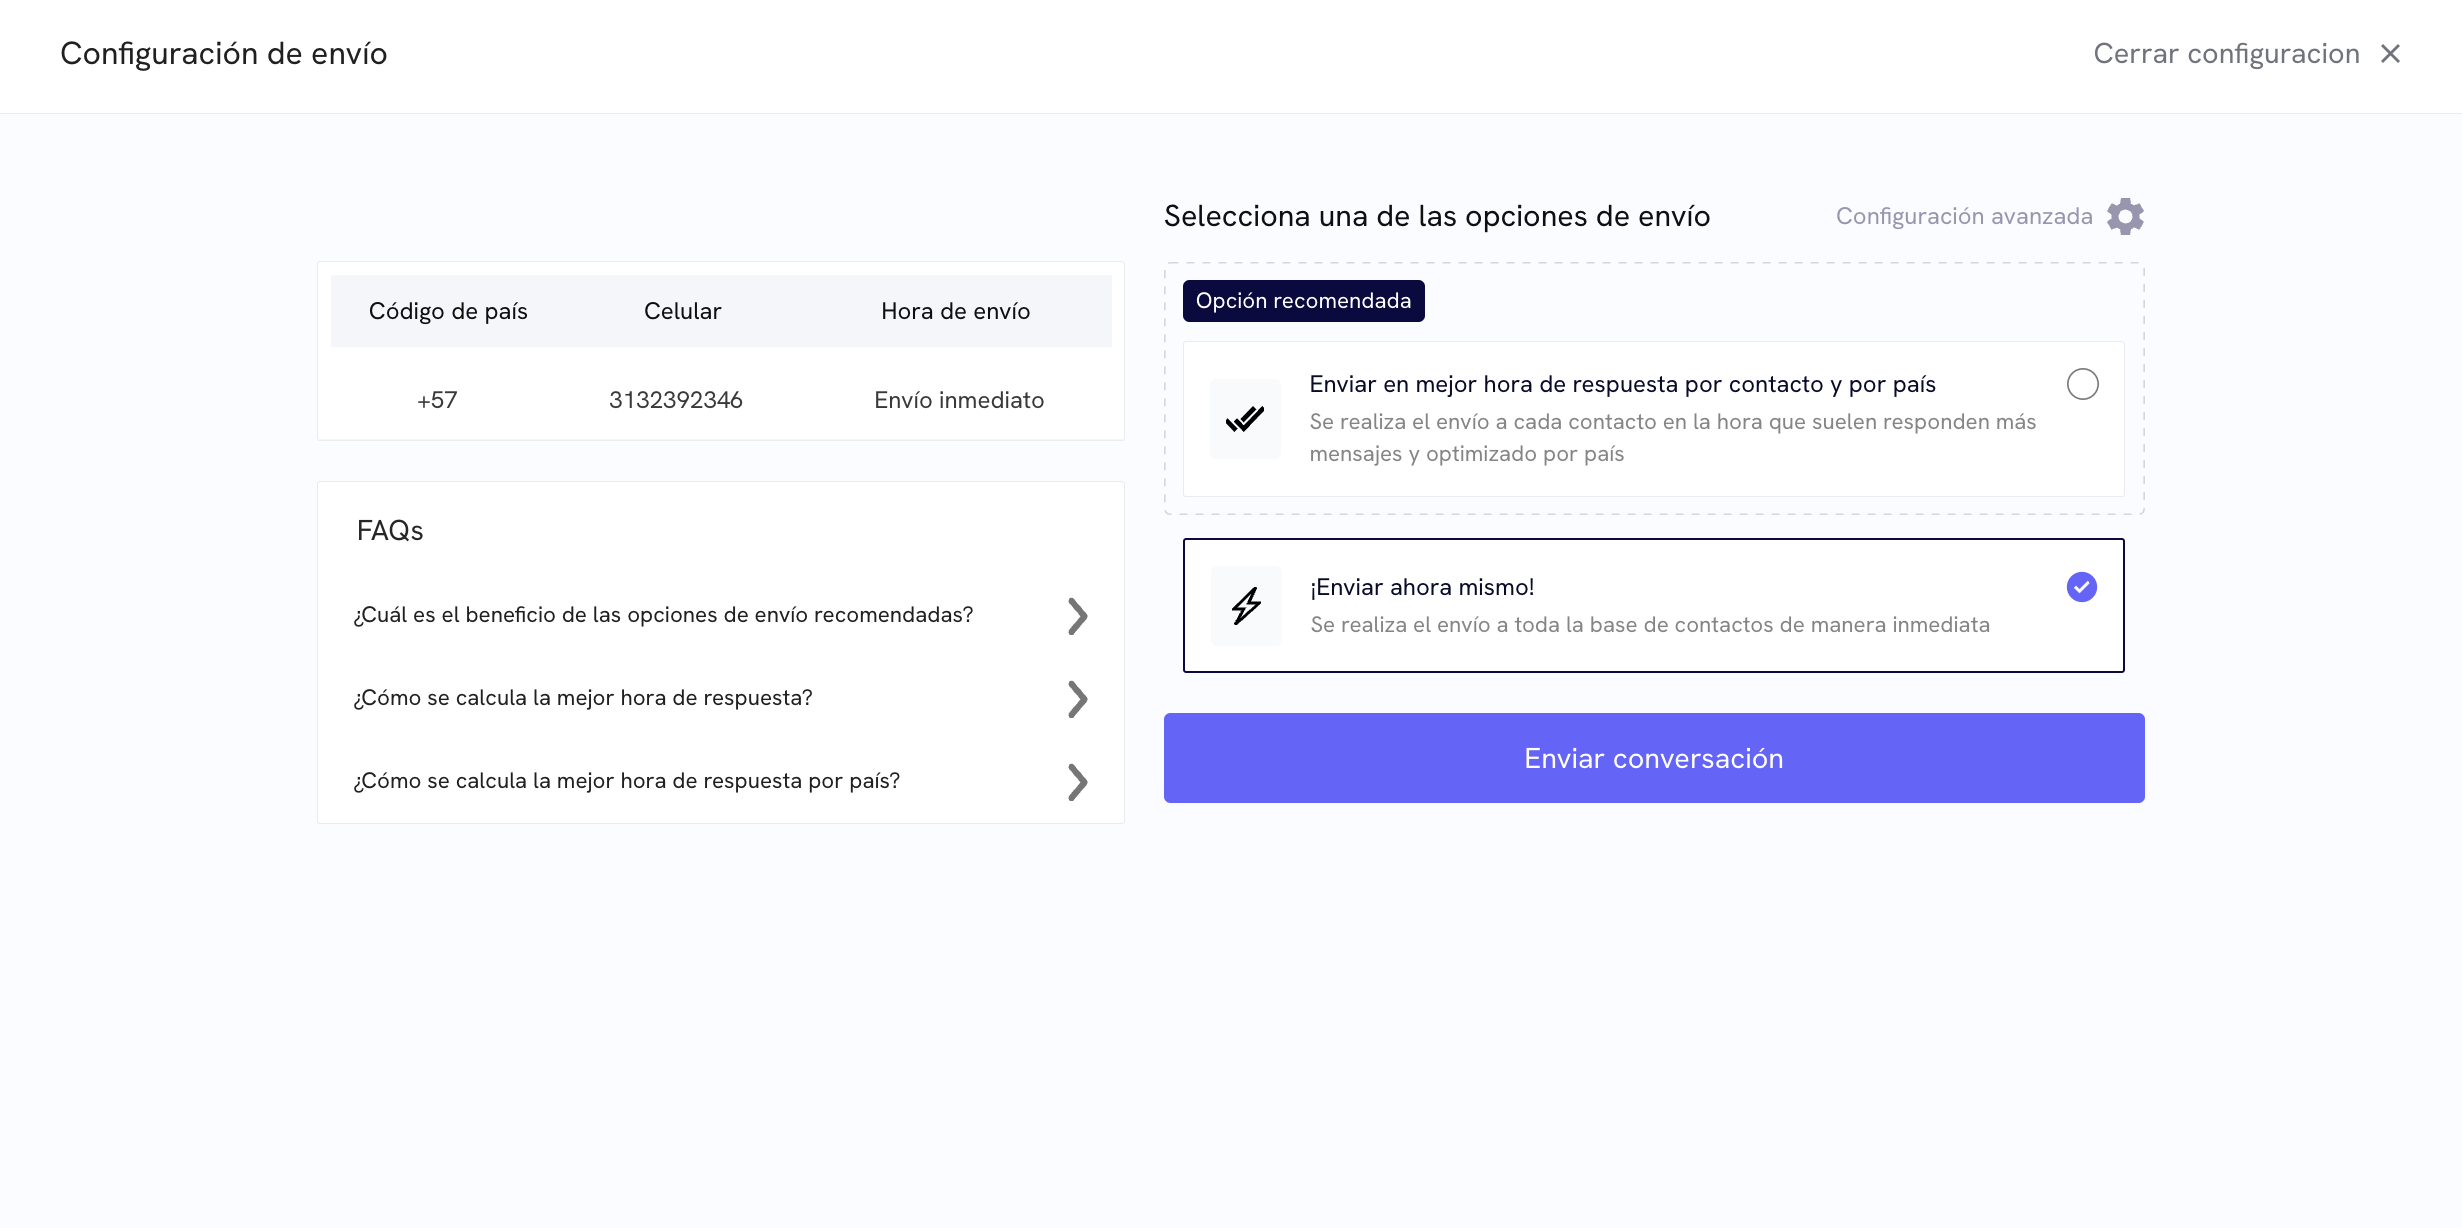 Configuración de envío
Cerrar configuracion
Selecciona una de las opciones de envío
Configuración avanzada
Código de país Celular Hora de envío
+57 3132392346 Envío inmediato
FAQs
¿Cuál es el beneficio de las opciones de envío recomendadas?
¿Cómo se calcula la mejor hora de respuesta?
¿Cómo se calcula la mejor hora de respuesta por país?
Opción recomendada
Enviar en mejor hora de respuesta por contacto y por país
Se realiza el envío a cada contacto en la hora que suelen responden más
mensajes y optimizado por país
¡Enviar ahora mismo!
Se realiza el envío a toda la base de contactos de manera inmediata
Enviar conversación